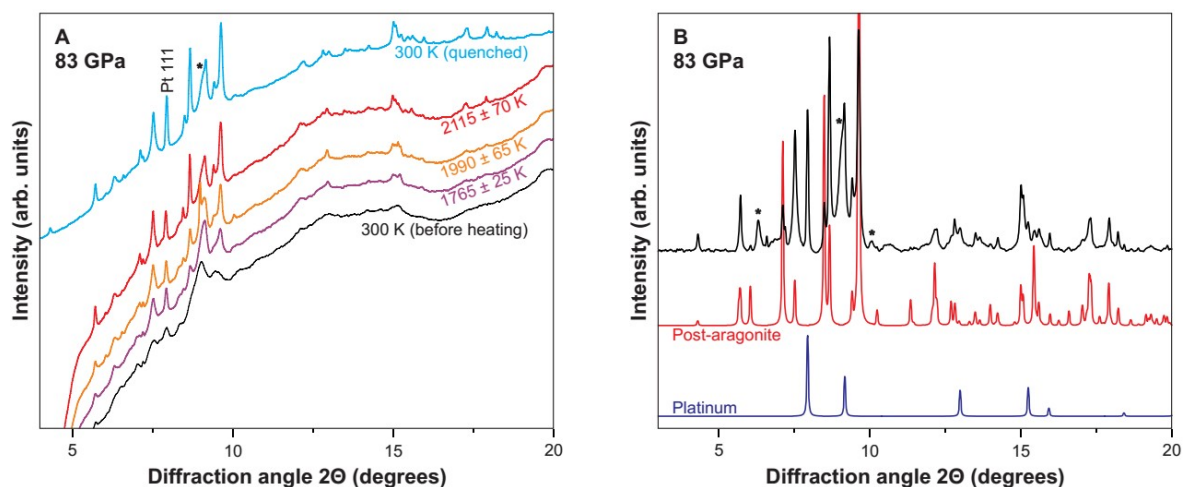 A
83 GPa
Pt 111
*
300 K (quenched)
2115 ± 70 K
1990 ± 65 K
1765 ± 25 K
300 K (before heating)
Intensity (arb. units)
5
10
15
20
Diffraction angle 2Θ (degrees)
B
83 GPa
*
*
*
Post-aragonite
Platinum
Intensity (arb. units)
5
10
15
20
Diffraction angle 2Θ (degrees)